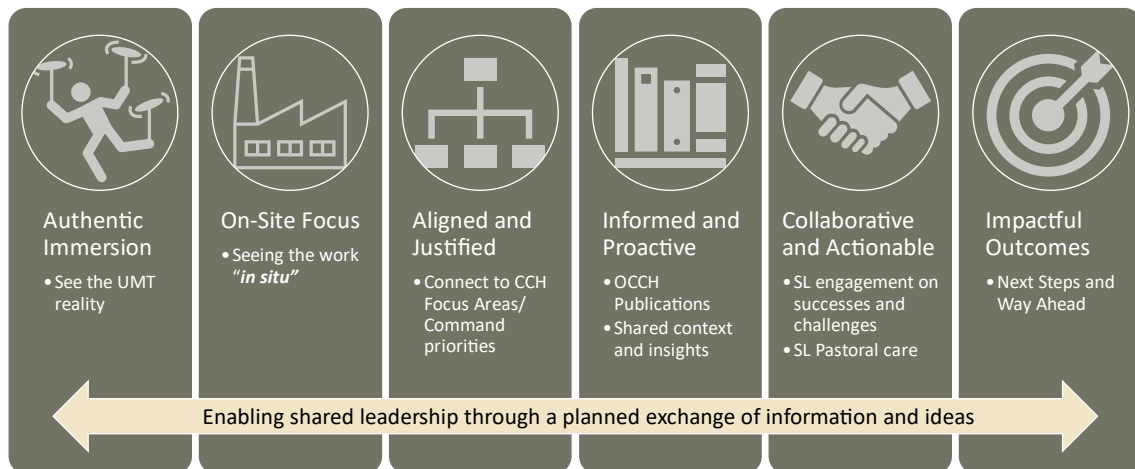 Authentic
Immersion
• See the UMT
reality
On-Site Focus
• Seeing the work
"in situ"
Aligned and
Justified
• Connect to CCH
Focus Areas/
Command
priorities
Informed and
Proactive
• OCCH
Publications
• Shared context
and insights
Collaborative
and Actionable
• SL engagement on
successes and
challenges
• SL Pastoral care
Impactful
Outcomes
• Next Steps and
Way Ahead
Enabling shared leadership through a planned exchange of information and ideas